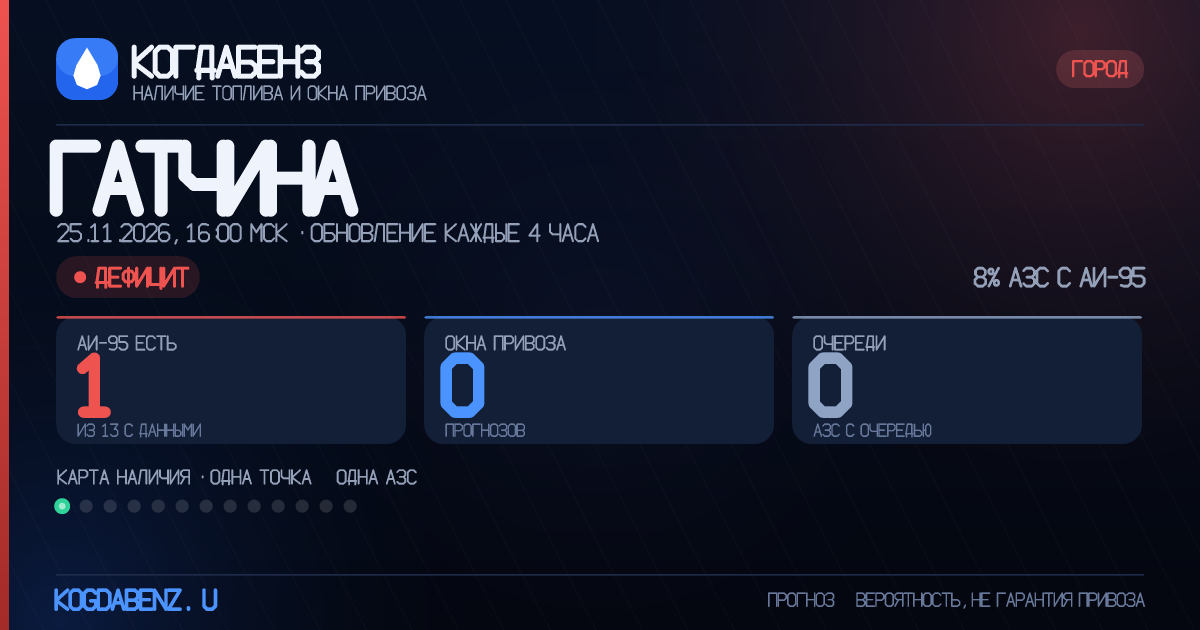 КОГДАБЕНЗ
НАЛИЧИЕ ТОПЛИВА И ОКНА ПРИВОЗА
ГОРОД
ГАТЧИНА
25.11.2026, 16:00 МСК · ОБНОВЛЕНИЕ КАЖДЫЕ 4 ЧАСА
ДЕФИЦИТ
8% АЗС С АИ-95
АИ-95 ЕСТЬ
1
ИЗ 13 С ДАННЫМИ
ОКНА ПРИВОЗА
0
ПРОГНОЗОВ
ОЧЕРЕДИ
0
АЗС С ОЧЕРЕДЬЮ
КАРТА НАЛИЧИЯ · ОДНА ТОЧКА ОДНА АЗС
KOGDABENZ. U
ПРОГНОЗ ВЕРОЯТНОСТЬ, НЕ ГАРАНТИЯ ПРИВОЗА